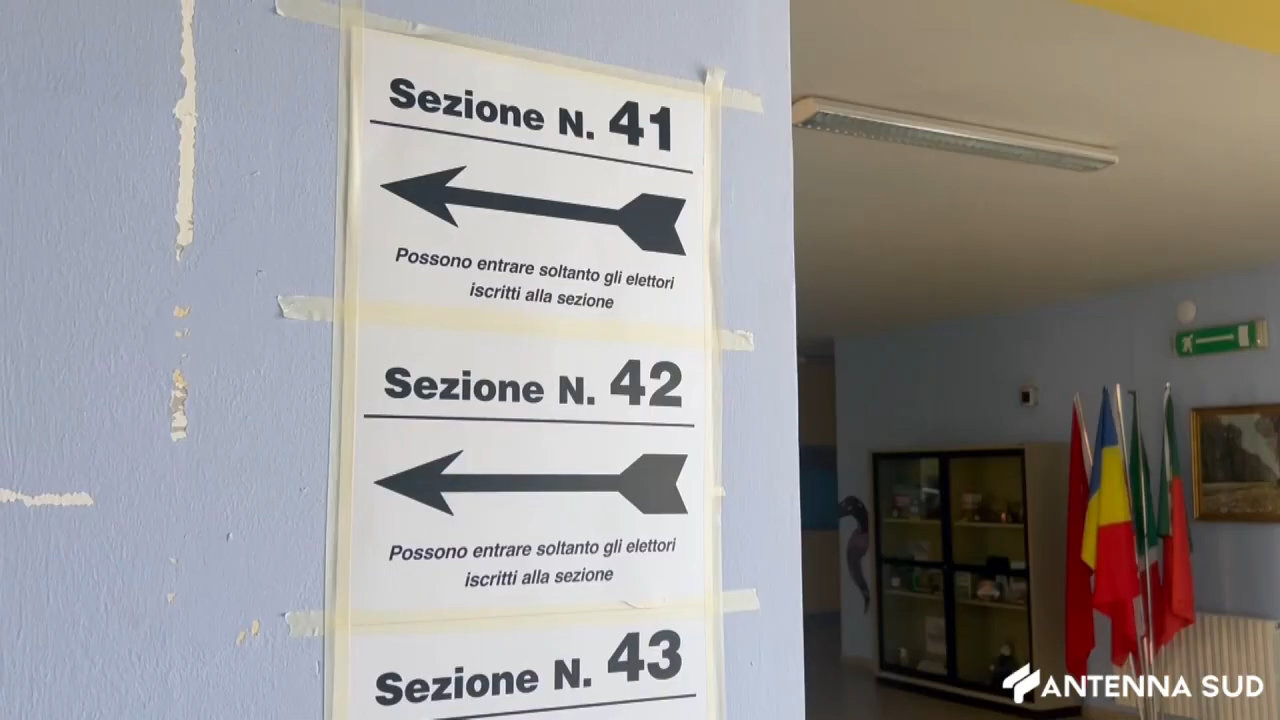 Sezione N. 41
Possono entrare soltanto gli elettori
iscritti alla sezione
Sezione N. 42
Possono entrare soltanto gli elettori
iscritti alla sezione
Sezione N. 43
ANTENNA SUD